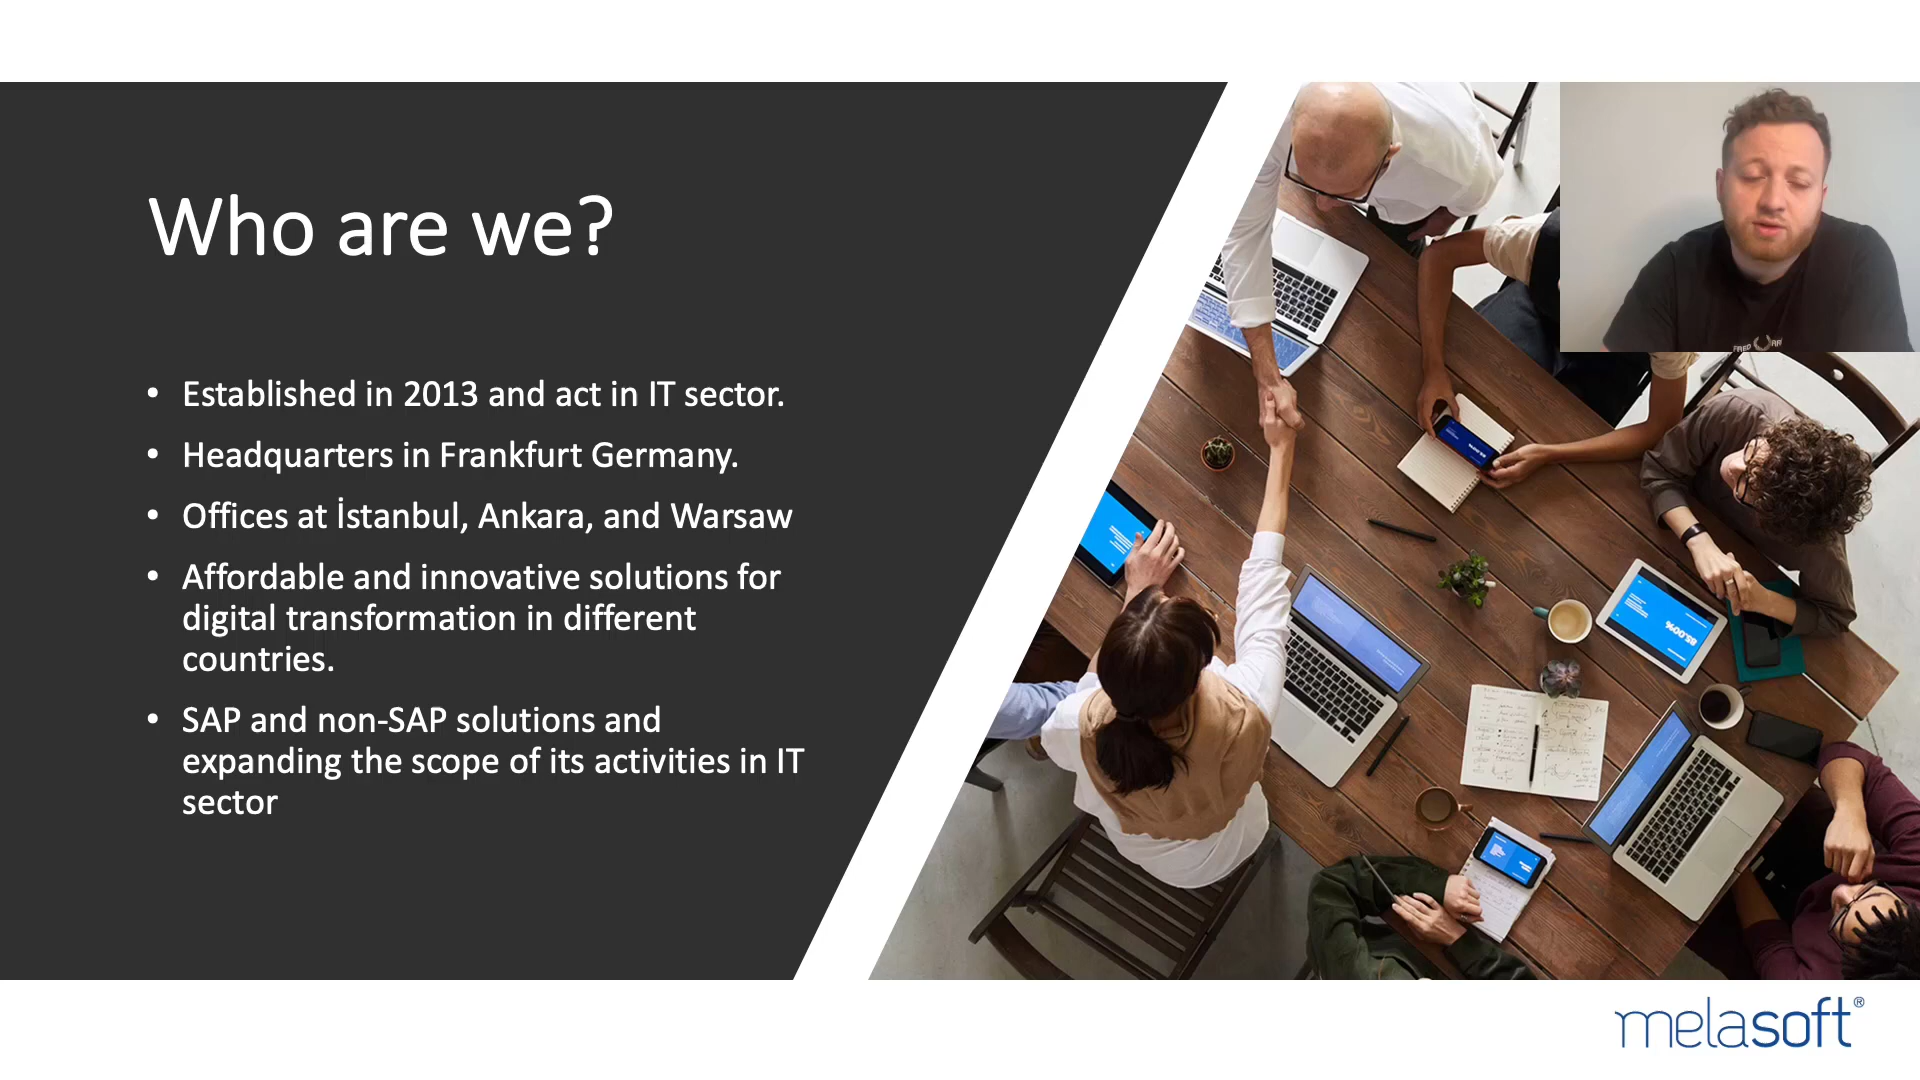 Who are we?
• Established in 2013 and act in IT sector.
• Headquarters in Frankfurt Germany.
• Offices at İstanbul, Ankara, and Warsaw
• Affordable and innovative solutions for
digital transformation in different
countries.
• SAP and non-SAP solutions and
expanding the scope of its activities in IT
sector
85.00%
melasoft®